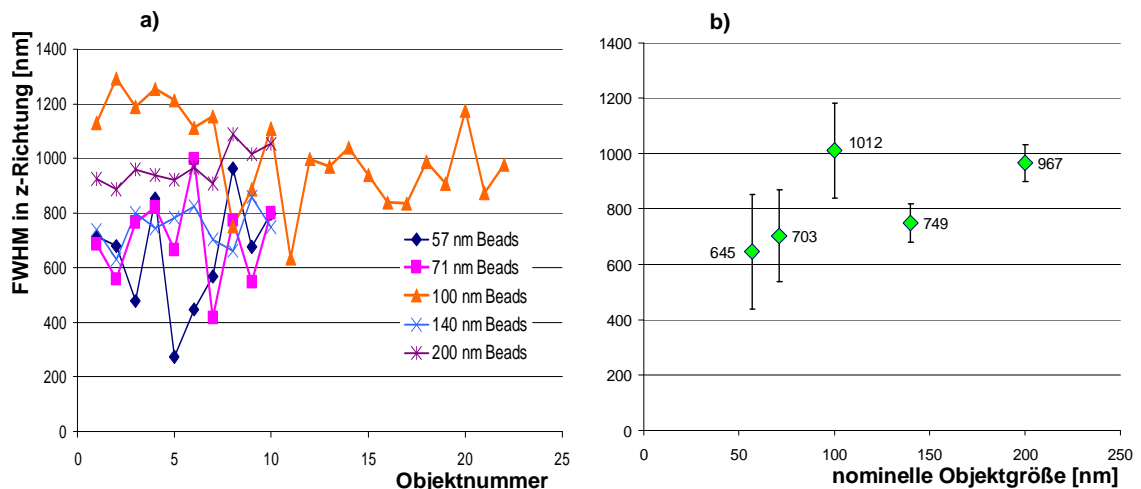 a)
FWHM in z-Richtung [nm]
1400
1200
1000
800
600
400
200
0
0 5 10 15 20 25
Objektnummer
57 nm Beads
71 nm Beads
100 nm Beads
140 nm Beads
200 nm Beads
b)
1400
1200
1000
800
600
400
200
0
645
703
1012
749
967
0 50 100 150 200 250
nominelle Objektgröße [nm]